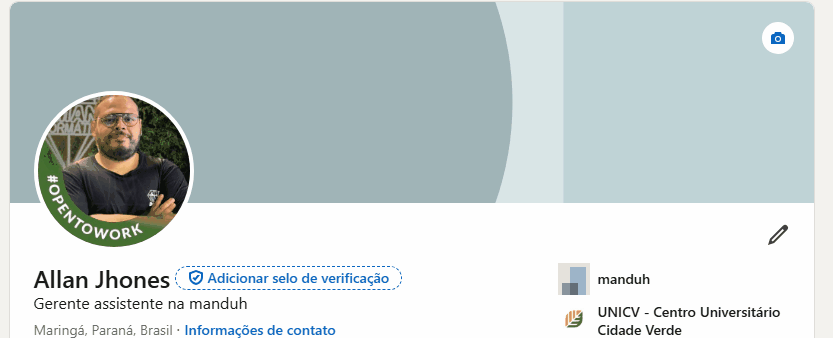 #OPENTOWORK
Allan Jhones
Adicionar selo de verificação
Gerente assistente na manduh
Maringá, Paraná, Brasil · Informações de contato
manduh
UNICV - Centro Universitário
Cidade Verde